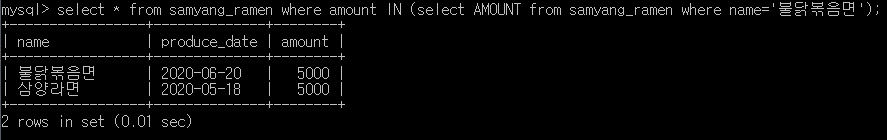 mysql> select * from samyang_ramen where amount IN (select AMOUNT from samyang_ramen where name='불닭볶음면');
+--------------+--------------+--------+
| name | produce_date | amount |
+--------------+--------------+--------+
| 불닭볶음면 | 2020-06-20 | 5000 |
| 삼양라면 | 2020-05-18 | 5000 |
+--------------+--------------+--------+
2 rows in set (0.01 sec)